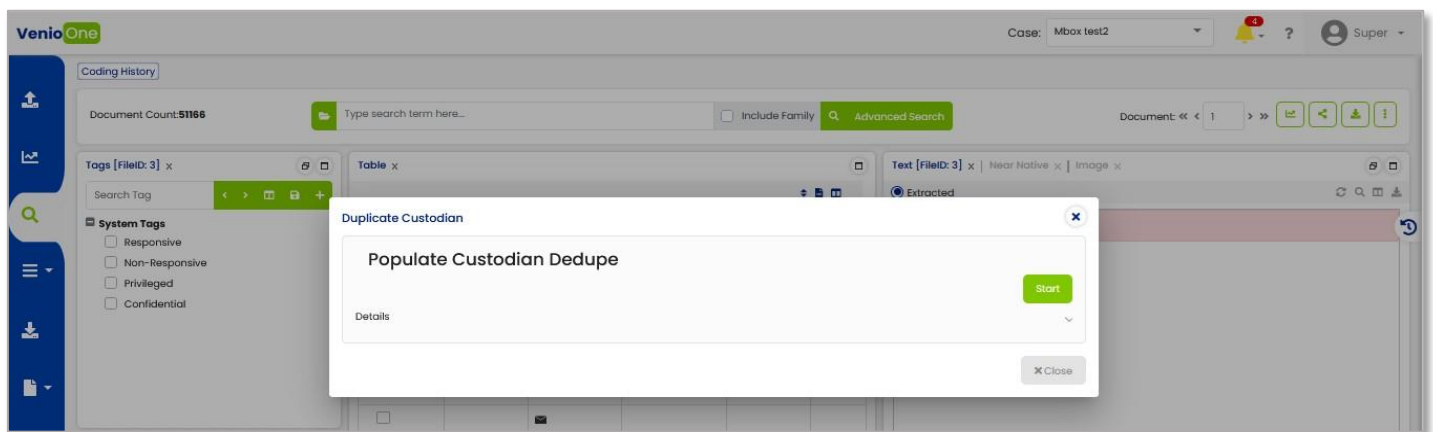 VenioOne
Case: Mbox test2
4
?
Super
Coding History
Document Count:51166
Type search term here...
Include Family
Advanced Search
Document: « < 1 > »
Tags [FileID: 3] x
Table x
Text [FileID: 3] x | Near Native x | Image x
Search Tag
Extracted
System Tags
Responsive
Non-Responsive
Privileged
Confidential
Duplicate Custodian
Populate Custodian Dedupe
Start
Details
Close